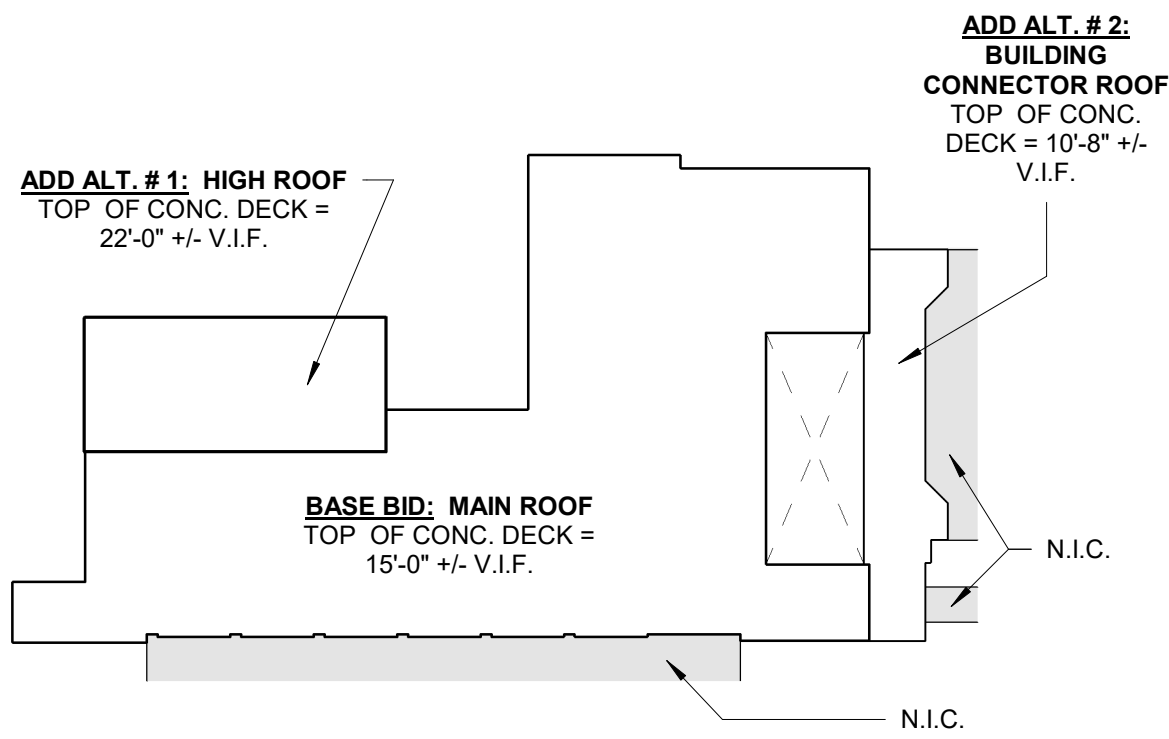 ADD ALT. # 2:
BUILDING
CONNECTOR ROOF
TOP OF CONC.
DECK = 10'-8" +/-
V.I.F.
ADD ALT. # 1: HIGH ROOF
TOP OF CONC. DECK =
22'-0" +/- V.I.F.
BASE BID: MAIN ROOF
TOP OF CONC. DECK =
15'-0" +/- V.I.F.
N.I.C.
N.I.C.